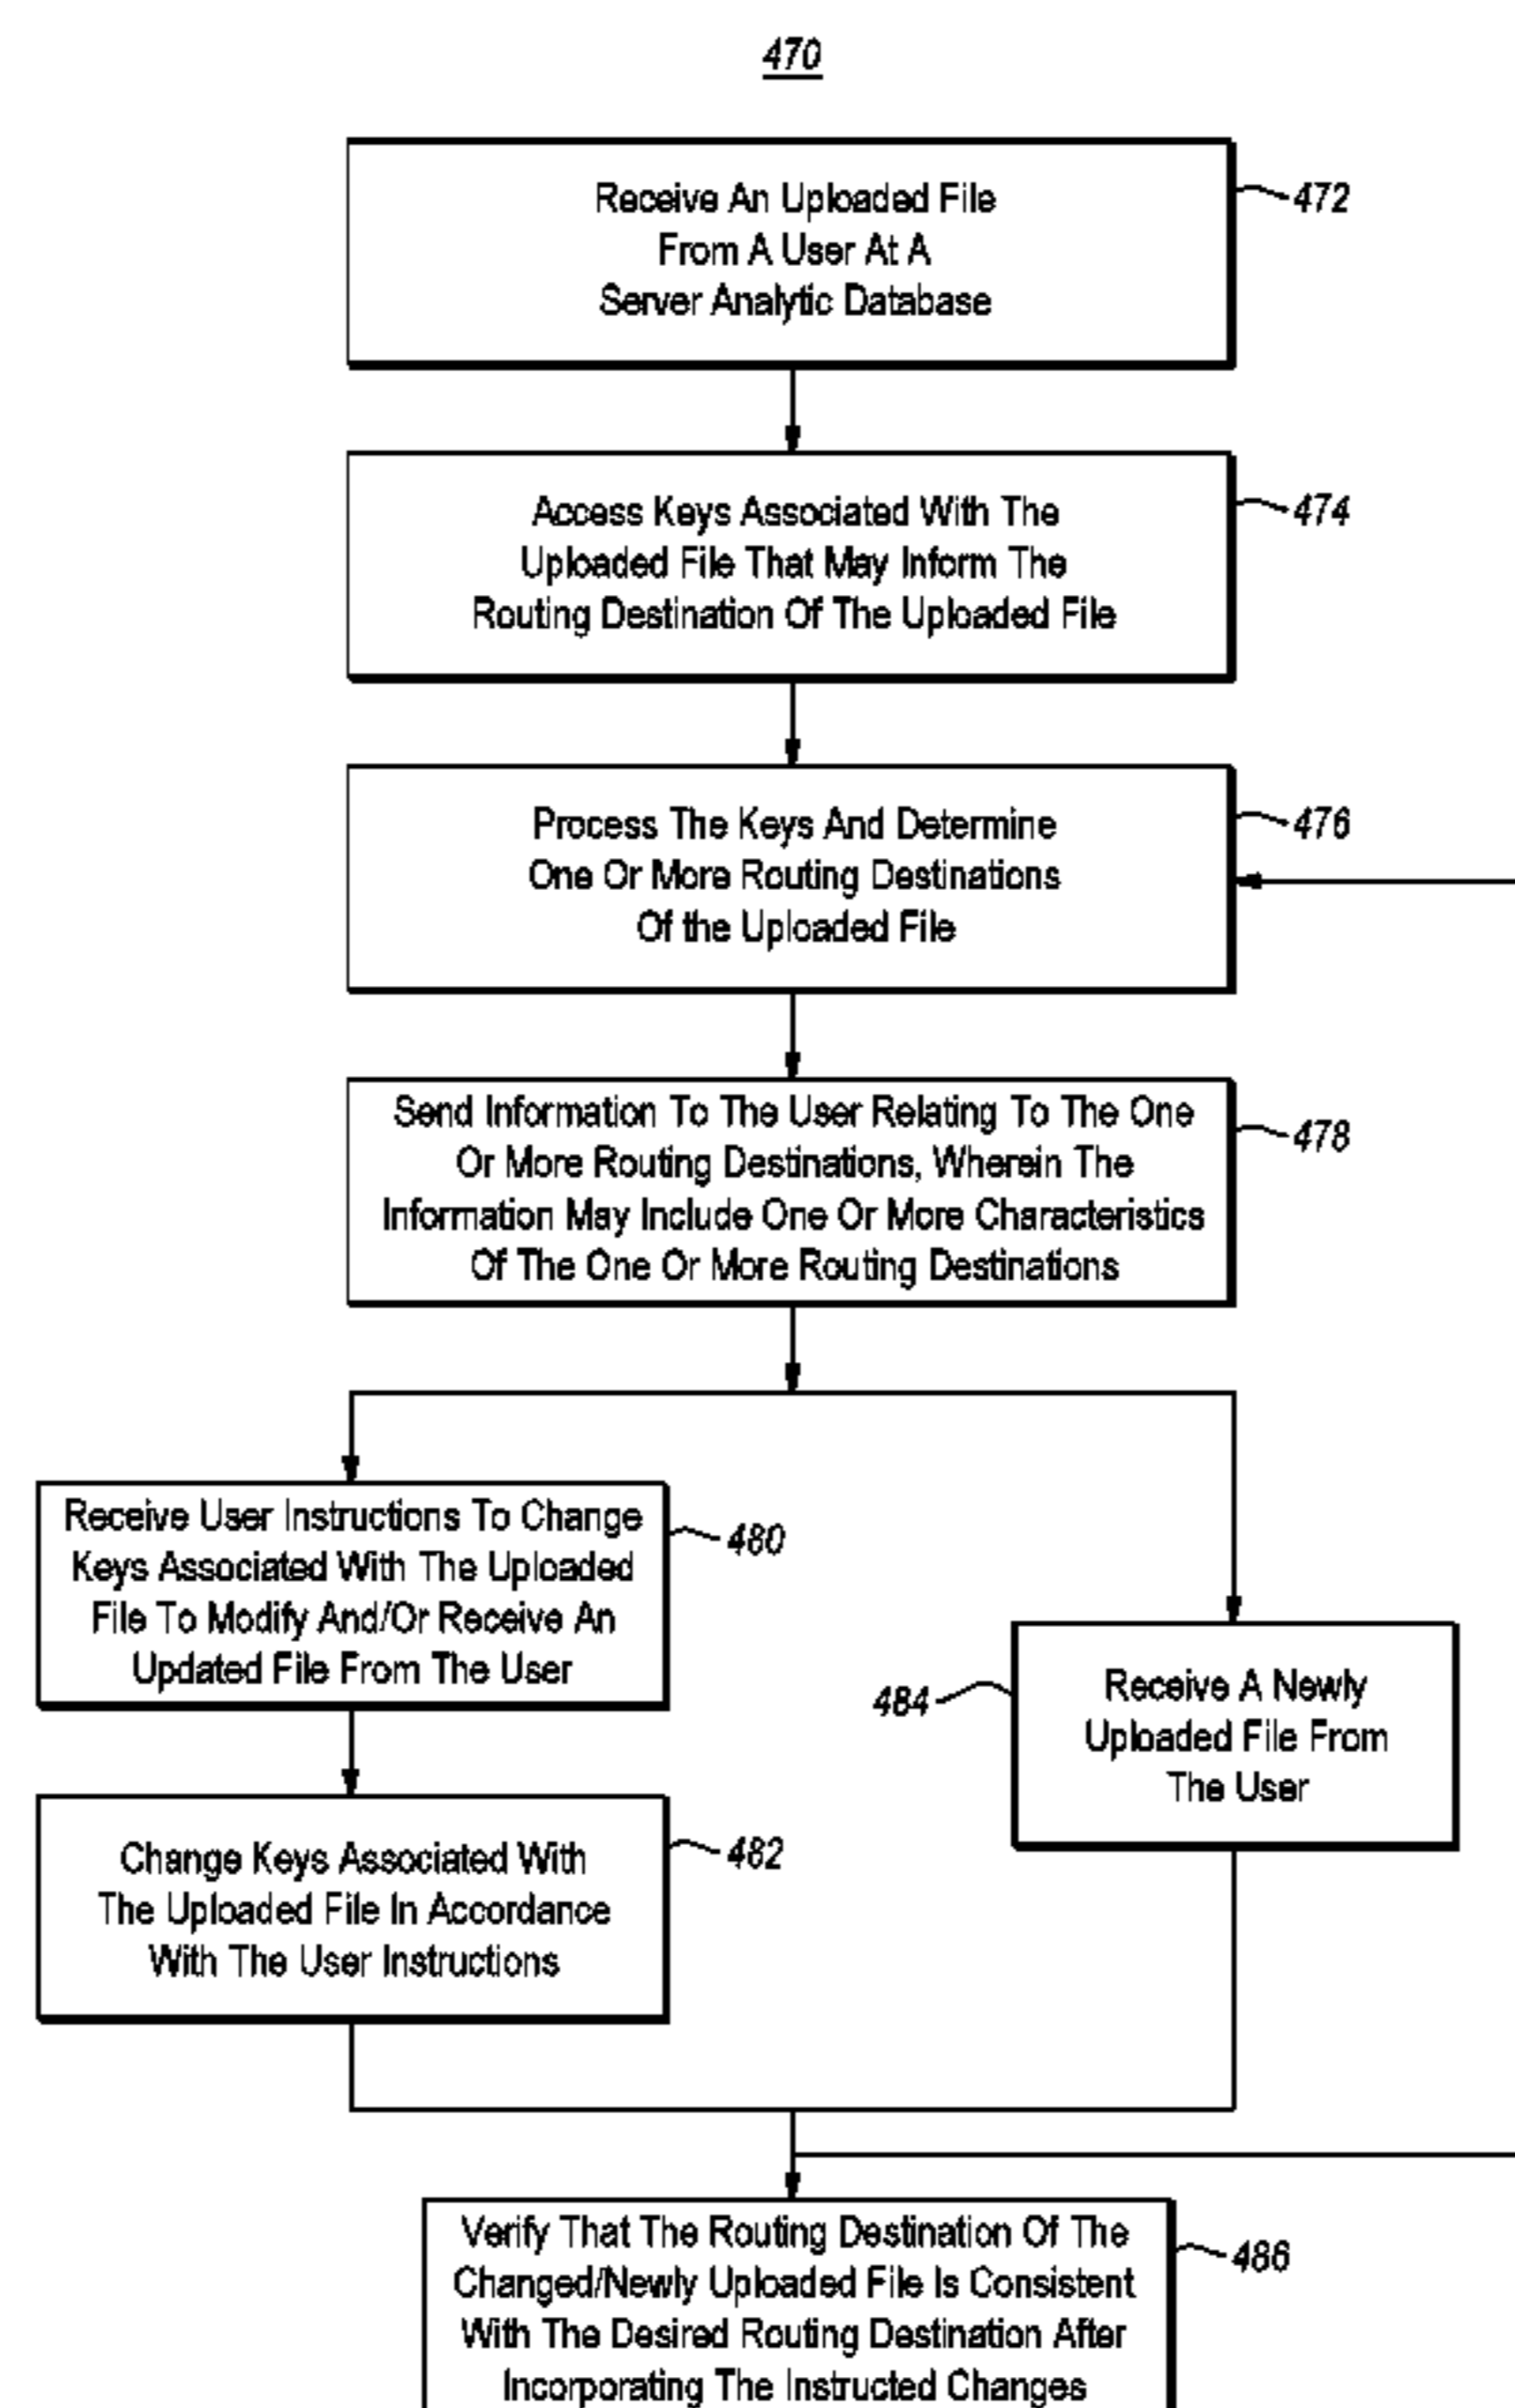 470
Receive An Uploaded File
From A User At A
Server Analytic Database
472
Access Keys Associated With The
Uploaded File That May Inform The
Routing Destination Of The Uploaded File
474
Process The Keys And Determine
One Or More Routing Destinations
Of the Uploaded File
476
Send Information To The User Relating To The One
Or More Routing Destinations, Wherein The
Information May Include One Or More Characteristics
Of The One Or More Routing Destinations
478
Receive User Instructions To Change
Keys Associated With The Uploaded
File To Modify And/Or Receive An
Updated File From The User
480
484
Receive A Newly
Uploaded File From
The User
Change Keys Associated With
The Uploaded File In Accordance
With The User Instructions
482
Verify That The Routing Destination Of The
Changed/Newly Uploaded File Is Consistent
With The Desired Routing Destination After
Incorporating The Instructed Changes
486